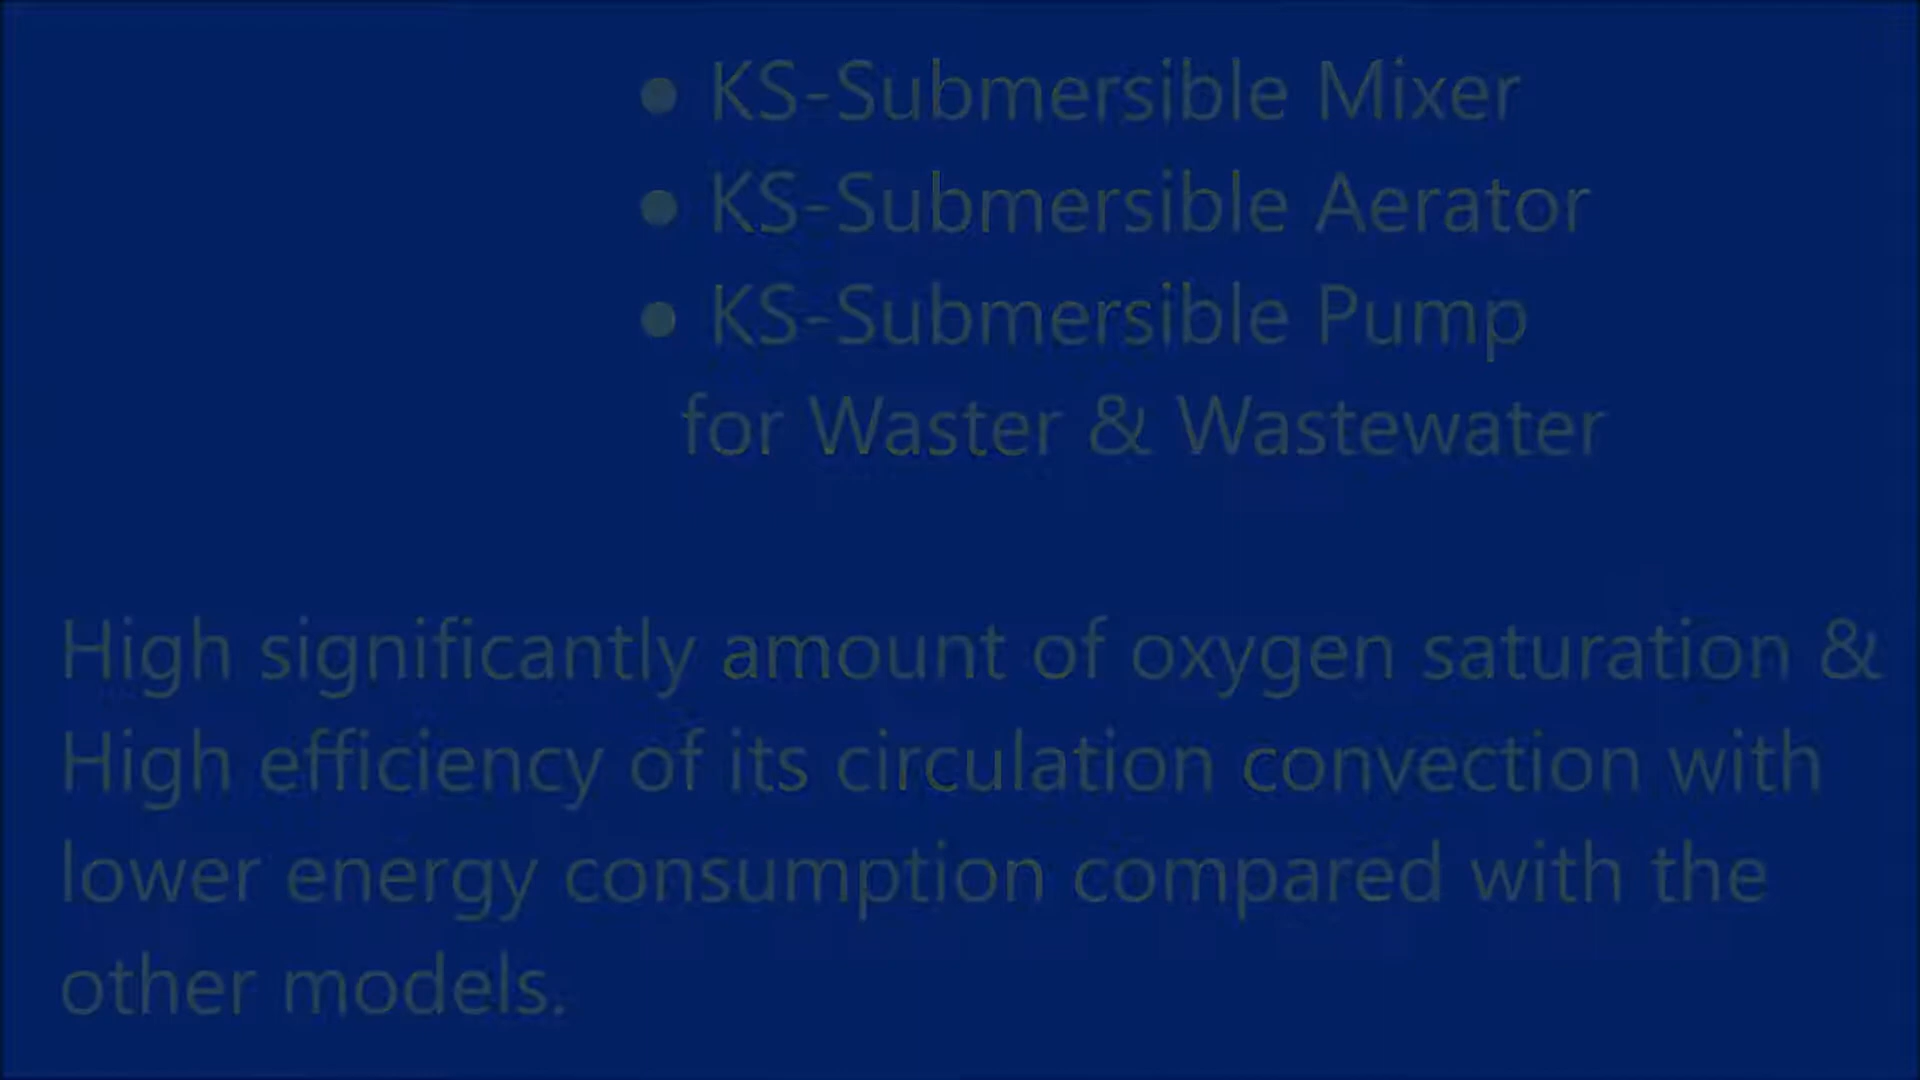 ● KS-Submersible Mixer
● KS-Submersible Aerator
● KS-Submersible Pump
for Waster & Wastewater
High significantly amount of oxygen saturation &
High efficiency of its circulation convection with
lower energy consumption compared with the
other models.